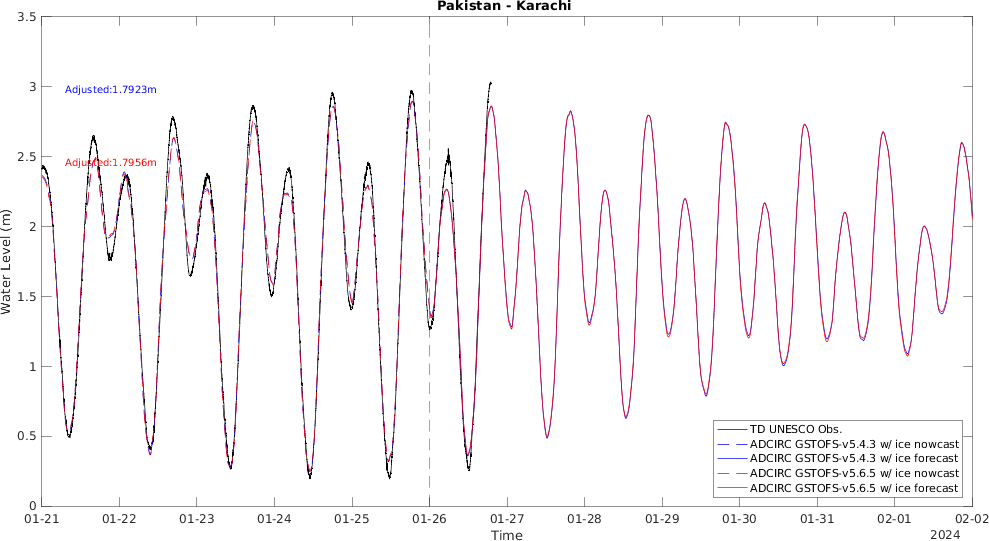 Pakistan - Karachi
3.5
3
2.5
2
1.5
1
0.5
0
Water Level (m)
Adjusted:1.7923m
Adjusted:1.7956m
TD UNESCO Obs.
ADCIRC GSTOFS-v5.4.3 w/ ice nowcast
ADCIRC GSTOFS-v5.4.3 w/ ice forecast
ADCIRC GSTOFS-v5.6.5 w/ ice nowcast
ADCIRC GSTOFS-v5.6.5 w/ ice forecast
01-21 01-22 01-23 01-24 01-25 01-26 01-27 01-28 01-29 01-30 01-31 02-01 02-02
Time
2024